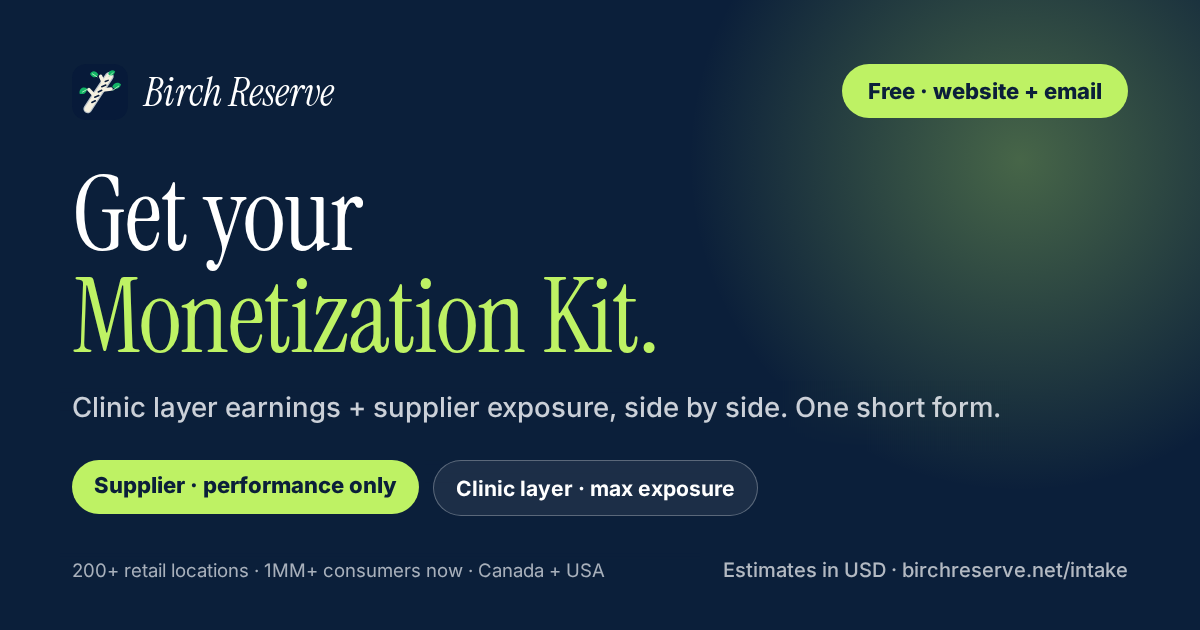 Birch Reserve
Free · website + email
Get your
Monetization Kit.
Clinic layer earnings + supplier exposure, side by side. One short form.
Supplier · performance only
Clinic layer · max exposure
200+ retail locations · 1MM+ consumers now · Canada + USA
Estimates in USD · birchreserve.net/intake